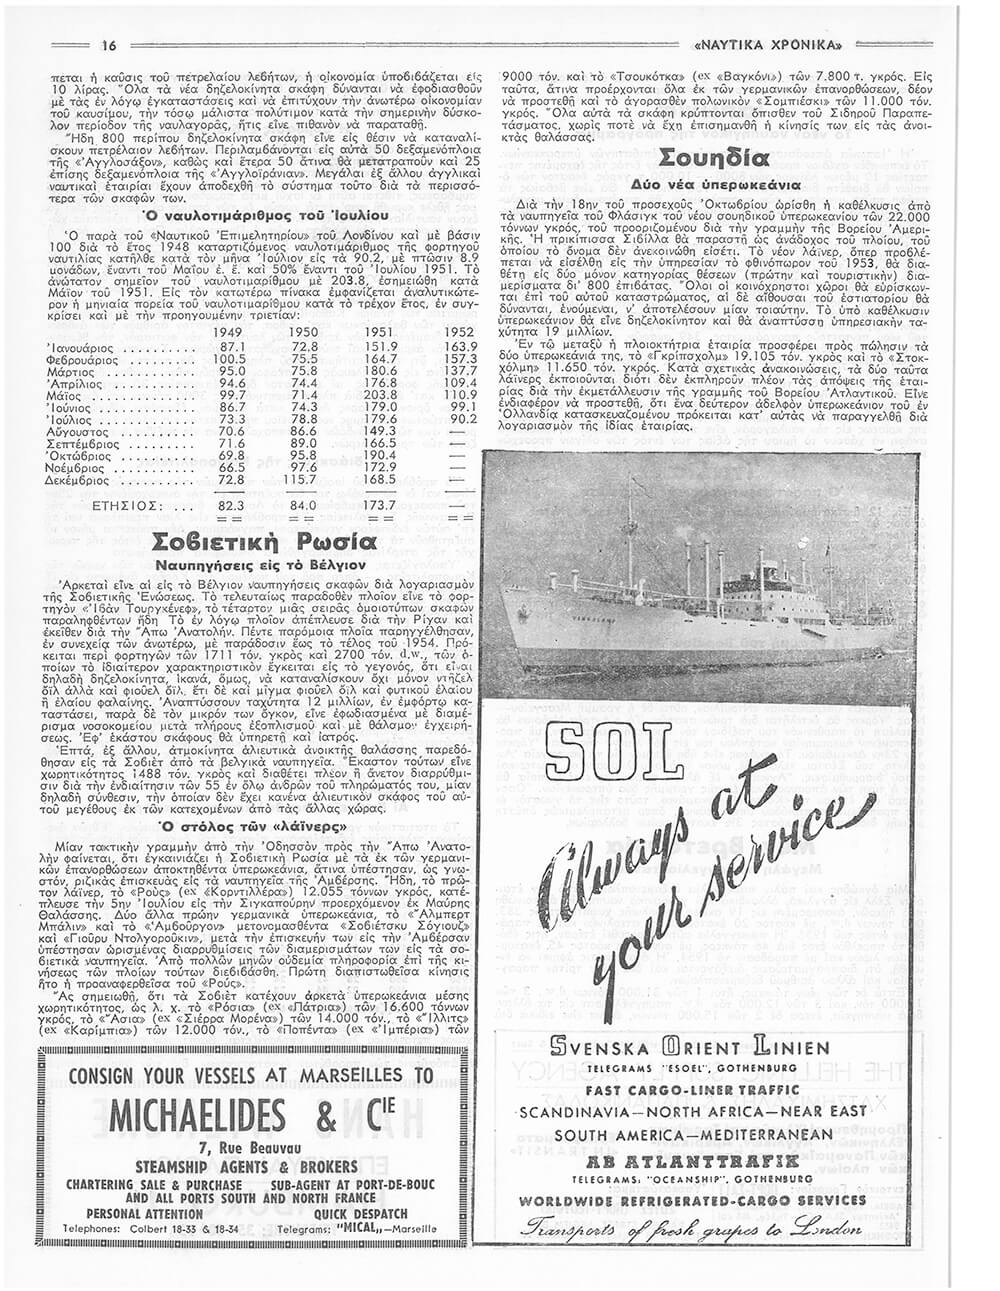 16
«ΝΑΥΤΙΚΑ ΧΡΟΝΙΚΑ»
πεται ἡ καῦσις τοῦ πετρελαίου λεβήτων, ἡ οἰκονομία ὑποβιβάζεται εἰς
10 λίρας. Ὅλα τὰ νέα δηζελοκίνητα σκάφη δύνανται νὰ ἐφοδιασθοῦν
μὲ τὰς ἐν λόγῳ ἐγκαταστάσεις καὶ νὰ ἐπιτύχουν τὴν ἀνωτέρω οἰκονομίαν
τοῦ καυσίμου, τὴν τόσῳ μάλιστα πολύτιμον κατὰ τὴν σημερινὴν δύσκο-
λον περίοδον τῆς ναυλαγορᾶς, ἥτις εἶνε πιθανὸν νὰ παραταθῇ.
Ἤδη 800 περίπου δηζελοκίνητα σκάφη εἶνε εἰς θέσιν νὰ καταναλί-
σκουν πετρέλαιον λεβήτων. Περιλαμβάνονται εἰς αὐτὰ 50 δεξαμενόπλοια
τῆς «Ἀγγλοσάξον», καθὼς καὶ ἕτερα 50 ἅτινα θὰ μετατραποῦν καὶ 25
ἐπίσης δεξαμενόπλοια τῆς «Ἀγγλοϊράνιαν». Μεγάλαι ἐξ ἄλλου ἀγγλικαὶ
ναυτικαὶ ἑταιρίαι ἔχουν ἀποδεχθῆ τὸ σύστημα τοῦτο διὰ τὰ περισσό-
τερα τῶν σκαφῶν των.
Ὁ ναυλοτιμάριθμος τοῦ Ἰουλίου
Ὁ παρὰ τοῦ «Ναυτικοῦ Ἐπιμελητηρίου» τοῦ Λονδίνου καὶ μὲ βάσιν
100 διὰ τὸ ἔτος 1948 καταρτιζόμενος ναυλοτιμάριθμος τῆς φορτηγοῦ
ναυτιλίας κατῆλθε κατὰ τὸν μῆνα Ἰούλιον εἰς τὰ 90.2, μὲ πτῶσιν 8.9
μονάδων, ἔναντι τοῦ Μαΐου ἐ. ἔ. καὶ 50% ἔναντι τοῦ Ἰουλίου 1951. Τὸ
ἀνώτατον σημεῖον τοῦ ναυλοτιμαρίθμου μὲ 203.8, ἐσημειώθη κατὰ
Μάϊον τοῦ 1951. Εἰς τὸν κατωτέρω πίνακα ἐμφανίζεται ἀναλυτικώτε-
ρον ἡ μηνιαία πορεία τοῦ ναυλοτιμαρίθμου κατὰ τὸ τρέχον ἔτος, ἐν συγ-
κρίσει καὶ μὲ τὴν προηγουμένην τριετίαν:
1949 1950 1951 1952
Ἰανουάριος .......... 87.1 72.8 151.9 163.9
Φεβρουάριος ......... 100.5 75.5 164.7 157.3
Μάρτιος ............. 95.0 75.8 180.6 137.7
Ἀπρίλιος ............ 94.6 74.4 176.8 109.4
Μάϊος ............... 99.7 71.4 203.8 110.9
Ἰούνιος ............. 86.7 74.3 179.0 99.1
Ἰούλιος ............. 73.3 78.8 179.6 90.2
Αὔγουστος ........... 70.6 86.6 149.3 —
Σεπτέμβριος ......... 71.6 89.0 166.5 —
Ὀκτώβριος ........... 69.8 95.8 190.4 —
Νοέμβριος ........... 66.5 97.6 172.9 —
Δεκέμβριος .......... 72.8 115.7 168.5 —
ΕΤΗΣΙΟΣ: ... 82.3 84.0 173.7 —
Σοβιετικὴ Ρωσία
Ναυπηγήσεις εἰς τὸ Βέλγιον
Ἀρκεταὶ εἶνε αἱ εἰς τὸ Βέλγιον ναυπηγήσεις σκαφῶν διὰ λογαριασμὸν
τῆς Σοβιετικῆς Ἑνώσεως. Τὸ τελευταίως παραδοθὲν πλοῖον εἶνε τὸ φορ-
τηγὸν «Ἰβὰν Τουργκένεφ», τὸ τέταρτον μιᾶς σειρᾶς ὁμοιοτύπων σκαφῶν
παραληφθέντων ἤδη Τὸ ἐν λόγῳ πλοῖον ἀπέπλευσε διὰ τὴν Ρίγαν καὶ
ἐκεῖθεν διὰ τὴν Ἄπω Ἀνατολήν. Πέντε παρόμοια πλοῖα παρηγγέλθησαν,
ἐν συνεχείᾳ τῶν ἀνωτέρω, μὲ παράδοσιν ἕως τὸ τέλος τοῦ 1954. Πρό-
κειται περὶ φορτηγῶν τῶν 1711 τον. γκρὸς καὶ 2700 τον. d.w., τῶν ὁ-
ποίων τὸ ἰδιαίτερον χαρακτηριστικὸν ἔγκειται εἰς τὸ γεγονός, ὅτι εἶναι
δηλαδὴ δηζελοκίνητα, ἱκανά, ὅμως, νὰ καταναλίσκουν ὄχι μόνον ντῆζελ
ὄϊλ ἀλλὰ καὶ φιοῦελ ὄϊλ, ἔτι δὲ καὶ μῖγμα φιοῦελ ὄϊλ καὶ φυτικοῦ ἐλαίου
ἢ ἐλαίου φαλαίνης. Ἀναπτύσσουν ταχύτητα 12 μιλλίων, ἐν ἐμφόρτῳ κα-
ταστάσει, παρὰ δὲ τὸν μικρόν των ὄγκον, εἶνε ἐφωδιασμένα μὲ διαμέ-
ρισμα νοσοκομείου μετὰ πλήρους ἐξοπλισμοῦ καὶ μὲ θάλαμον ἐγχειρή-
σεως. Ἐφ' ἑκάστου σκάφους θὰ ὑπηρετῇ καὶ ἰατρός.
Ἑπτά, ἐξ ἄλλου, ἀτμοκίνητα ἁλιευτικὰ ἀνοικτῆς θαλάσσης παρεδό-
θησαν εἰς τὰ Σοβιὲτ ἀπὸ τὰ βελγικὰ ναυπηγεῖα. Ἕκαστον τούτων εἶνε
χωρητικότητος 1488 τόν. γκρὸς καὶ διαθέτει πλέον ἢ ἄνετον διαρρύθμι-
σιν διὰ τὴν ἐνδιαίτησιν τῶν 55 ἐν ὅλῳ ἀνδρῶν τοῦ πληρώματός του, μίαν
δηλαδὴ σύνθεσιν, τὴν ὁποίαν δὲν ἔχει κανένα ἁλιευτικὸν σκάφος τοῦ αὐ-
τοῦ μεγέθους ἐκ τῶν κατεχομένων ἀπὸ τὰς ἄλλας χώρας.
Ὁ στόλος τῶν «λάϊνερς»
Μίαν τακτικὴν γραμμὴν ἀπὸ τὴν Ὀδησσὸν πρὸς τὴν Ἄπω Ἀνατο-
λὴν φαίνεται, ὅτι ἐγκαινιάζει ἡ Σοβιετικὴ Ρωσία μὲ τὰ ἐκ τῶν γερμανι-
κῶν ἐπανορθώσεων ἀποκτηθέντα ὑπερωκεάνια, ἅτινα ὑπέστησαν, ὡς γνω-
στόν, ριζικὰς ἐπισκευὰς εἰς τὰ ναυπηγεῖα τῆς Ἀμβέρσης. Ἤδη, τὸ πρῶ-
τον λάϊνερ, τὸ «Ροὺς» (ἐκ «Κορντιλλέρα») 12.055 τόννων γκρός, κατέ-
πλευσε τὴν 5ην Ἰουλίου εἰς τὴν Σιγκαπούρην προερχόμενον ἐκ Μαύρης
Θαλάσσης. Δύο ἄλλα πρώην γερμανικὰ ὑπερωκεάνια, τὸ «Ἄλμπερτ
Μπάλιν» καὶ τὸ «Ἁμβοῦργον» μετονομασθέντα «Σοβιέτσκυ Σόγιουζ»
καὶ «Γιοῦρυ Ντολγορούκιν», μετὰ τὴν ἐπισκευήν των εἰς τὴν Ἀμβέρσαν
ὑπέστησαν ὡρισμένας διαρρυθμίσεις τῶν διαμερισμάτων των εἰς τὰ σο-
βιετικὰ ναυπηγεῖα. Ἀπὸ πολλῶν μηνῶν οὐδεμία πληροφορία ἐπὶ τῆς κι-
νήσεως τῶν πλοίων τούτων διεβιβάσθη. Πρώτη διαπιστωθεῖσα κίνησις
ἦτο ἡ προαναφερθεῖσα τοῦ «Ρούς».
Ἂς σημειωθῇ, ὅτι τὰ Σοβιὲτ κατέχουν ἀρκετὰ ὑπερωκεάνια μέσης
χωρητικότητος, ὡς λ. χ. τὸ «Ρόσια» (ex «Πάτρια») τῶν 16.600 τόννων
γκρός, τὸ «Ἄσια» (ex «Σιέρρα Μορένα») τῶν 14.000 τον., τὸ «Ἴλλιτς»
(ex «Καρίμπια») τῶν 12.000 τόν., τὸ «Ποπέντα» (ex «Ἰμπέρια») τῶν
CONSIGN YOUR VESSELS AT MARSEILLES TO
MICHAELIDES & CIE
7, Rue Beauvau
STEAMSHIP AGENTS & BROKERS
CHARTERING SALE & PURCHASE SUB-AGENT AT PORT-DE-BOUC
AND ALL PORTS SOUTH AND NORTH FRANCE
PERSONAL ATTENTION QUICK DESPATCH
Telephones: Colbert 18-33 & 18-34 Telegrams: "MICAL„—Marseille
9000 τόν. καὶ τὸ «Τσουκότκα» (ex «Βαγκόνι») τῶν 7.800 τ. γκρός. Εἰς
ταῦτα, ἅτινα προέρχονται ὅλα ἐκ τῶν γερμανικῶν ἐπανορθώσεων, δέον
νὰ προστεθῇ καὶ τὸ ἀγορασθὲν πολωνικὸν «Σομπιέσκι» τῶν 11.000 τόν.
γκρός. Ὅλα αὐτὰ τὰ σκάφη κρύπτονται ὄπισθεν τοῦ Σιδηροῦ Παραπε-
τάσματος, χωρὶς ποτὲ νὰ ἔχῃ ἐπισημανθῆ ἡ κίνησίς των εἰς τὰς ἀνοι-
κτὰς θαλάσσας.
Σουηδία
Δύο νέα ὑπερωκεάνια
Διὰ τὴν 18ην τοῦ προσεχοῦς Ὀκτωβρίου ὡρίσθη ἡ καθέλκυσις ἀπὸ
τὰ ναυπηγεῖα τοῦ Φλάσιγκ τοῦ νέου σουηδικοῦ ὑπερωκεανίου τῶν 22.000
τόννων γκρός, τοῦ προοριζομένου διὰ τὴν γραμμὴν τῆς Βορείου Ἀμερι-
κῆς. Ἡ πριγκίπισσα Σιβίλλα θὰ παραστῇ ὡς ἀνάδοχος τοῦ πλοίου, τοῦ
ὁποίου τὸ ὄνομα δὲν ἀνεκοινώθη εἰσέτι. Τὸ νέον λάϊνερ, ὅπερ προβλέ-
πεται νὰ εἰσέλθῃ εἰς τὴν ὑπηρεσίαν τὸ φθινόπωρον τοῦ 1953, θὰ δια-
θέτῃ εἰς δύο μόνον κατηγορίας θέσεων (πρώτην καὶ τουριστικὴν) δια-
μερίσματα δι' 800 ἐπιβάτας. Ὅλοι οἱ κοινόχρηστοι χῶροι θὰ εὑρίσκων-
ται ἐπὶ τοῦ αὐτοῦ καταστρώματος, αἱ δὲ αἴθουσαι τοῦ ἑστιατορίου θὰ
δύνανται, ἑνούμεναι, ν' ἀποτελέσουν μίαν τοιαύτην. Τὸ ὑπὸ καθέλκυσιν
ὑπερωκεάνιον θὰ εἶνε δηζελοκίνητον καὶ θὰ ἀναπτύσσῃ ὑπηρεσιακὴν τα-
χύτητα 19 μιλλίων.
Ἐν τῷ μεταξὺ ἡ πλοιοκτήτρια ἑταιρία προσφέρει πρὸς πώλησιν τὰ
δύο ὑπερωκεάνιά της, τὸ «Γκρίπσχολμ» 19.105 τόν. γκρὸς καὶ τὸ «Στοκ-
χόλμη» 11.650 τον. γκρός. Κατὰ σχετικὰς ἀνακοινώσεις, τὰ δύο ταῦτα
λάϊνερς ἐκποιοῦνται διότι δὲν ἐκπληροῦν πλέον τὰς ἀπόψεις τῆς ἑται-
ρίας διὰ τὴν ἐκμετάλλευσιν τῆς γραμμῆς τοῦ Βορείου Ἀτλαντικοῦ. Εἶνε
ἐνδιαφέρον νὰ προστεθῇ, ὅτι ἕνα δεύτερον ἀδελφὸν ὑπερωκεάνιον τοῦ ἐν
Ὁλλανδίᾳ κατασκευαζομένου πρόκειται κατ' αὐτὰς νὰ παραγγελθῇ διὰ
λογαριασμὸν τῆς ἰδίας ἑταιρίας.
SOL
Always at
your service
SVENSKA ORIENT LINIEN
TELEGRAMS "ESOEL", GOTHENBURG
FAST CARGO-LINER TRAFFIC
SCANDINAVIA—NORTH AFRICA—NEAR EAST
SOUTH AMERICA—MEDITERRANEAN
AB ATLANTTRAFIK
TELEGRAMS: "OCEANSHIP", GOTHENBURG
WORLDWIDE REFRIGERATED-CARGO SERVICES
Transports of fresh grapes to London